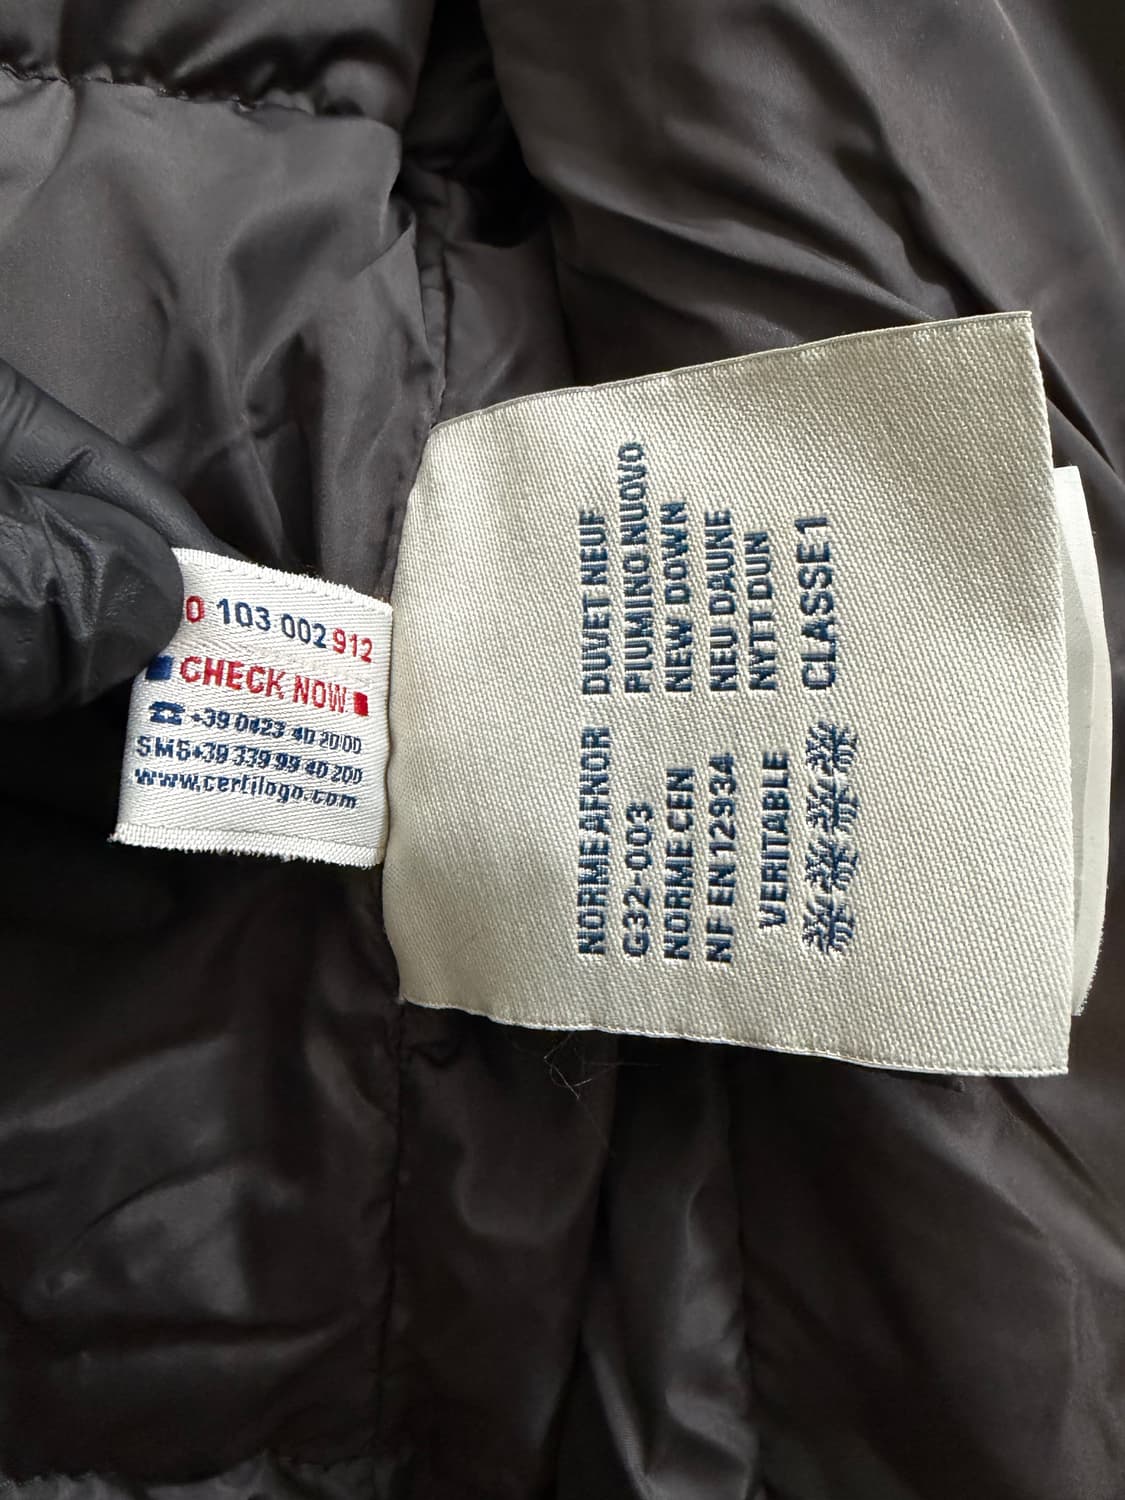 0 103 002 912
CHECK NOW
+39 0423 40 20 00
SMS+39 339 99 40 200
www.certilogo.com
NORME AFNOR DUVET NEUF
G32-003 PIUMINO NUOVO
NORME CEN NEW DOWN
NF EN 12934 NEU DAUNE
VERITABLE NYTT DUN
CLASSE 1